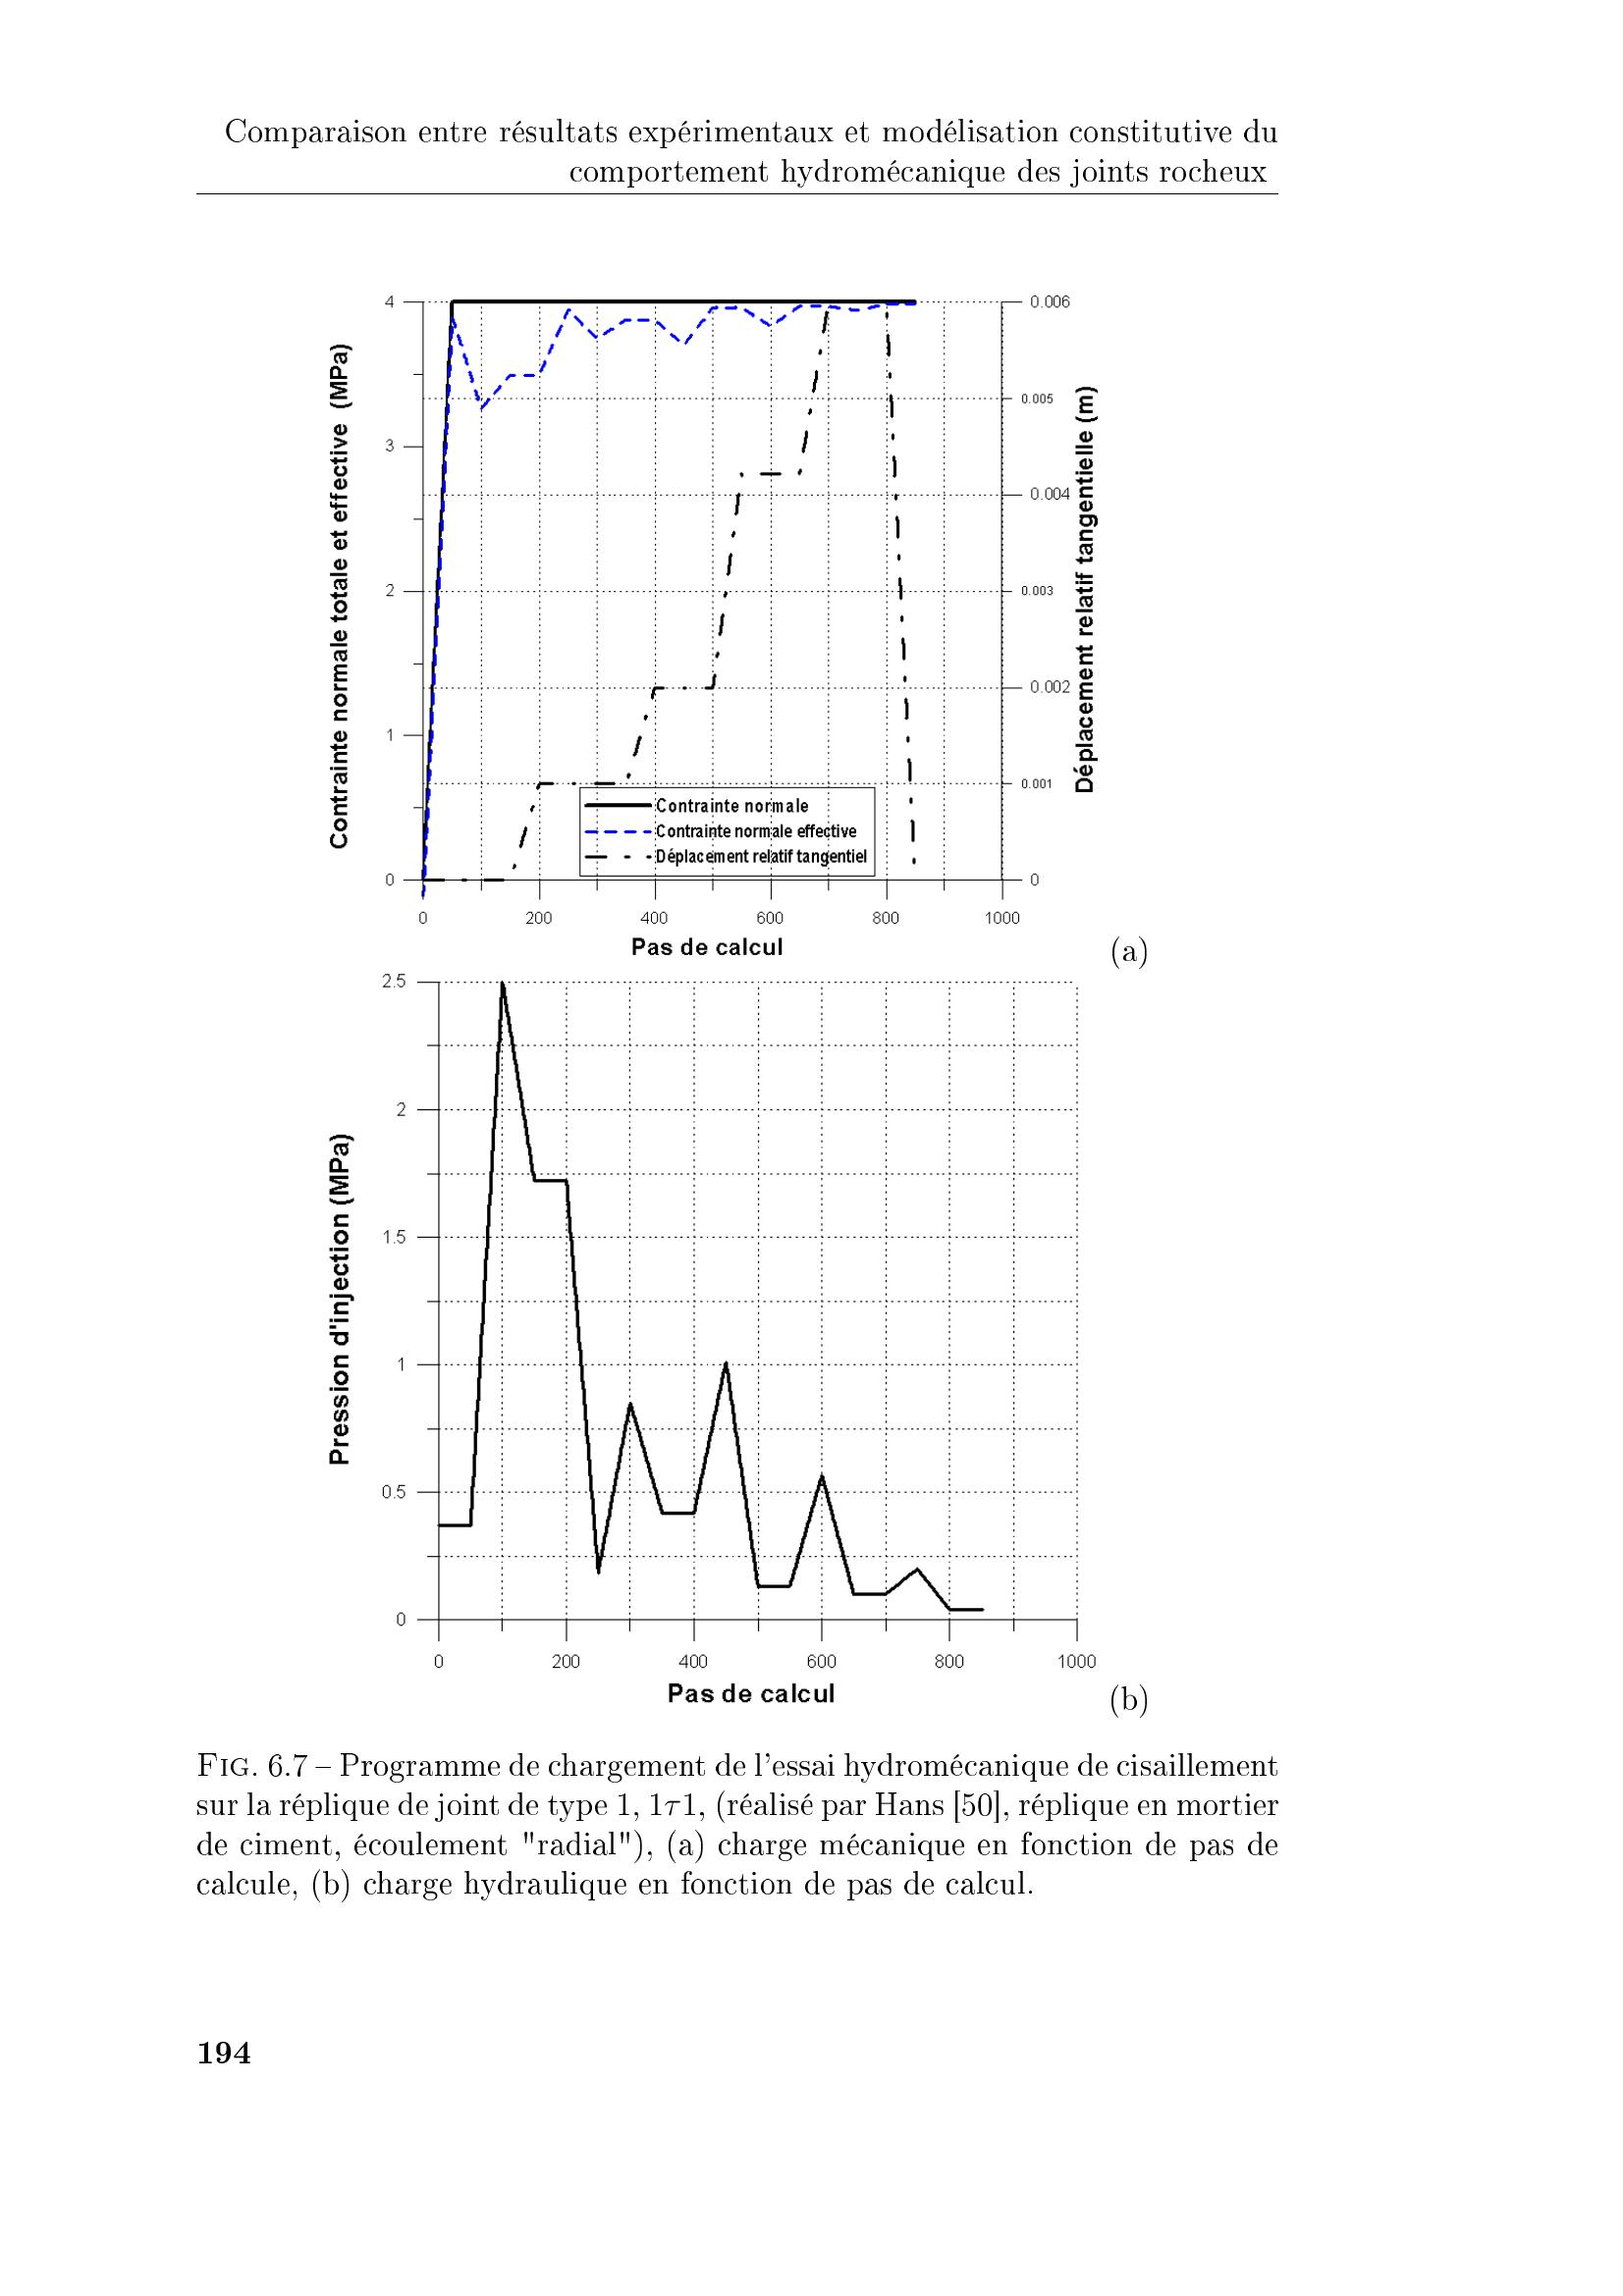 Comparaison entre résultats expérimentaux et modélisation constitutive du
comportement hydromécanique des joints rocheux
4
3
2
1
0
Contrainte normale totale et effective (MPa)
0.006
0.005
0.004
0.003
0.002
0.001
0
Déplacement relatif tangentielle (m)
Contrainte normale
Contrainte normale effective
Déplacement relatif tangentiel
0 200 400 600 800 1000
Pas de calcul
(a)
2.5
2
1.5
1
0.5
0
Pression d'injection (MPa)
0 200 400 600 800 1000
Pas de calcul
(b)
FIG. 6.7 – Programme de chargement de l'essai hydromécanique de cisaillement
sur la réplique de joint de type 1, 1τ1, (réalisé par Hans [50], réplique en mortier
de ciment, écoulement "radial"), (a) charge mécanique en fonction de pas de
calcule, (b) charge hydraulique en fonction de pas de calcul.
194